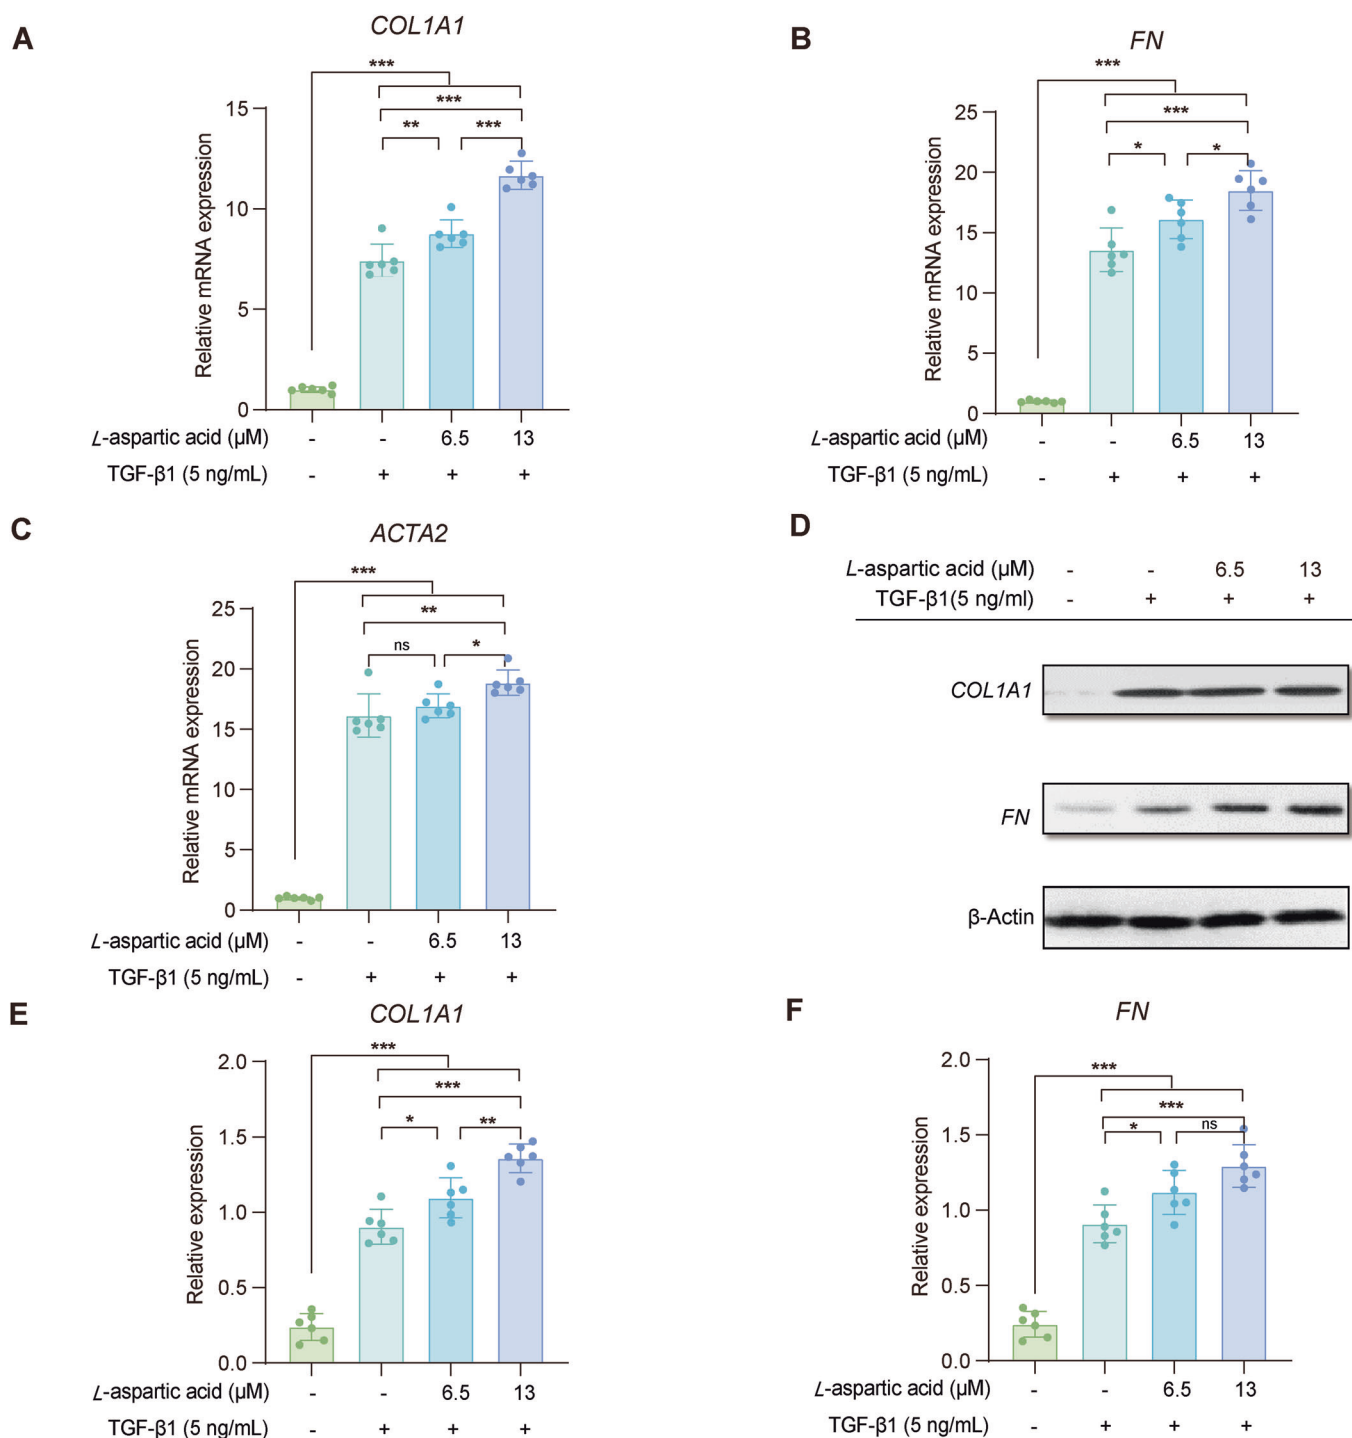 A
COL1A1
***
***
** ***
Relative mRNA expression
15
10
5
0
L-aspartic acid (μM) - - 6.5 13
TGF-β1 (5 ng/mL) - + + +
B
FN
***
***
* *
Relative mRNA expression
25
20
15
10
5
0
L-aspartic acid (μM) - - 6.5 13
TGF-β1 (5 ng/mL) - + + +
C
ACTA2
***
**
ns *
Relative mRNA expression
25
20
15
10
5
0
L-aspartic acid (μM) - - 6.5 13
TGF-β1 (5 ng/mL) - + + +
D
L-aspartic acid (μM) - - 6.5 13
TGF-β1(5 ng/ml) - + + +
COL1A1
FN
β-Actin
E
COL1A1
***
***
* **
Relative expression
2.0
1.5
1.0
0.5
0.0
L-aspartic acid (μM) - - 6.5 13
TGF-β1 (5 ng/mL) - + + +
F
FN
***
***
* ns
Relative expression
2.0
1.5
1.0
0.5
0.0
L-aspartic acid (μM) - - 6.5 13
TGF-β1 (5 ng/mL) - + + +